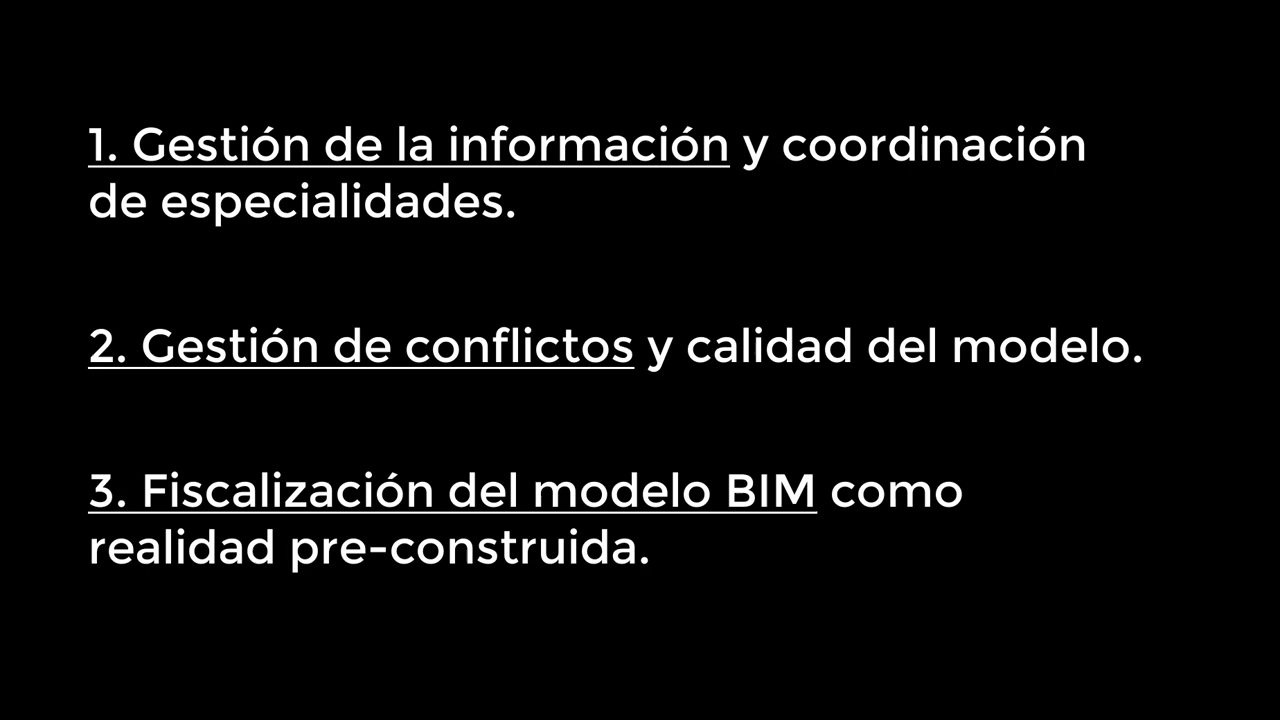 1. Gestión de la información y coordinación
de especialidades.
2. Gestión de conflictos y calidad del modelo.
3. Fiscalización del modelo BIM como
realidad pre-construida.